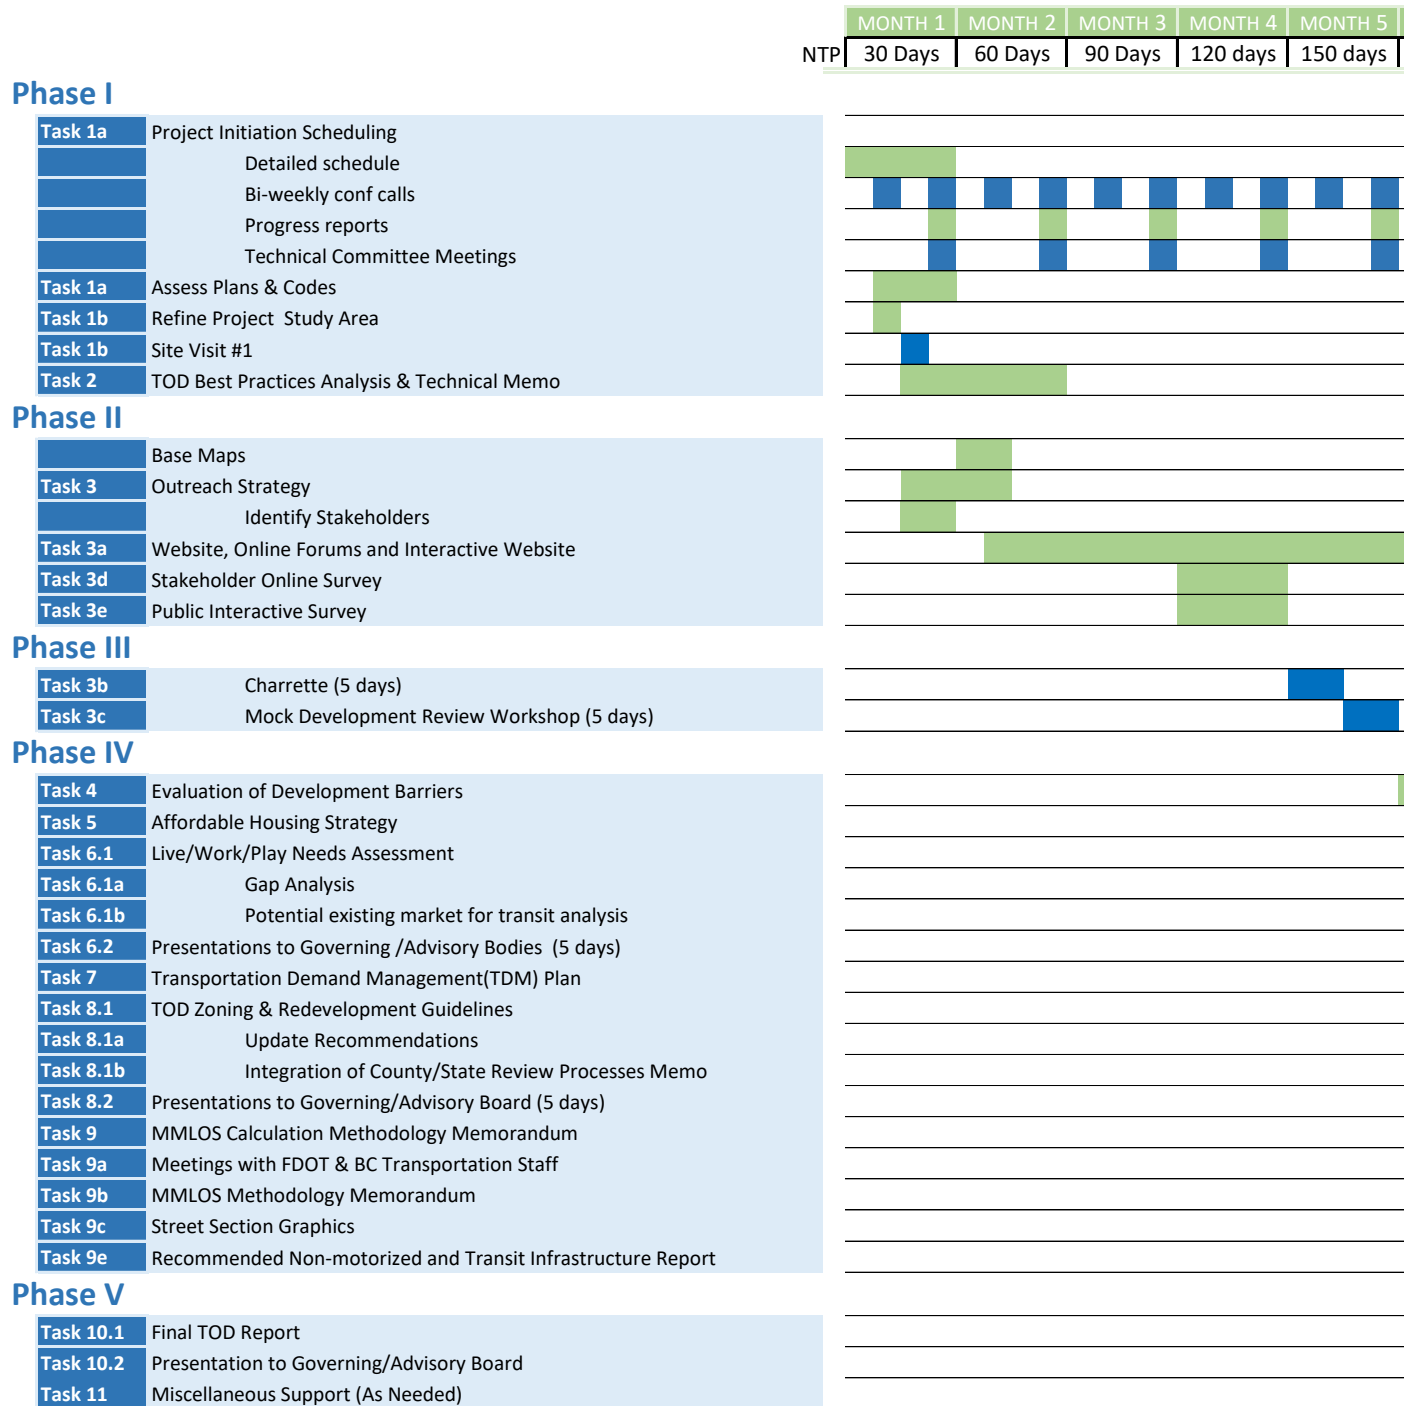 MONTH 1 MONTH 2 MONTH 3 MONTH 4 MONTH 5
NTP 30 Days 60 Days 90 Days 120 days 150 days
Phase I
Task 1a Project Initiation Scheduling
Detailed schedule
Bi-weekly conf calls
Progress reports
Technical Committee Meetings
Task 1a Assess Plans & Codes
Task 1b Refine Project Study Area
Task 1b Site Visit #1
Task 2 TOD Best Practices Analysis & Technical Memo
Phase II
Base Maps
Task 3 Outreach Strategy
Identify Stakeholders
Task 3a Website, Online Forums and Interactive Website
Task 3d Stakeholder Online Survey
Task 3e Public Interactive Survey
Phase III
Task 3b Charrette (5 days)
Task 3c Mock Development Review Workshop (5 days)
Phase IV
Task 4 Evaluation of Development Barriers
Task 5 Affordable Housing Strategy
Task 6.1 Live/Work/Play Needs Assessment
Task 6.1a Gap Analysis
Task 6.1b Potential existing market for transit analysis
Task 6.2 Presentations to Governing /Advisory Bodies (5 days)
Task 7 Transportation Demand Management(TDM) Plan
Task 8.1 TOD Zoning & Redevelopment Guidelines
Task 8.1a Update Recommendations
Task 8.1b Integration of County/State Review Processes Memo
Task 8.2 Presentations to Governing/Advisory Board (5 days)
Task 9 MMLOS Calculation Methodology Memorandum
Task 9a Meetings with FDOT & BC Transportation Staff
Task 9b MMLOS Methodology Memorandum
Task 9c Street Section Graphics
Task 9e Recommended Non-motorized and Transit Infrastructure Report
Phase V
Task 10.1 Final TOD Report
Task 10.2 Presentation to Governing/Advisory Board
Task 11 Miscellaneous Support (As Needed)